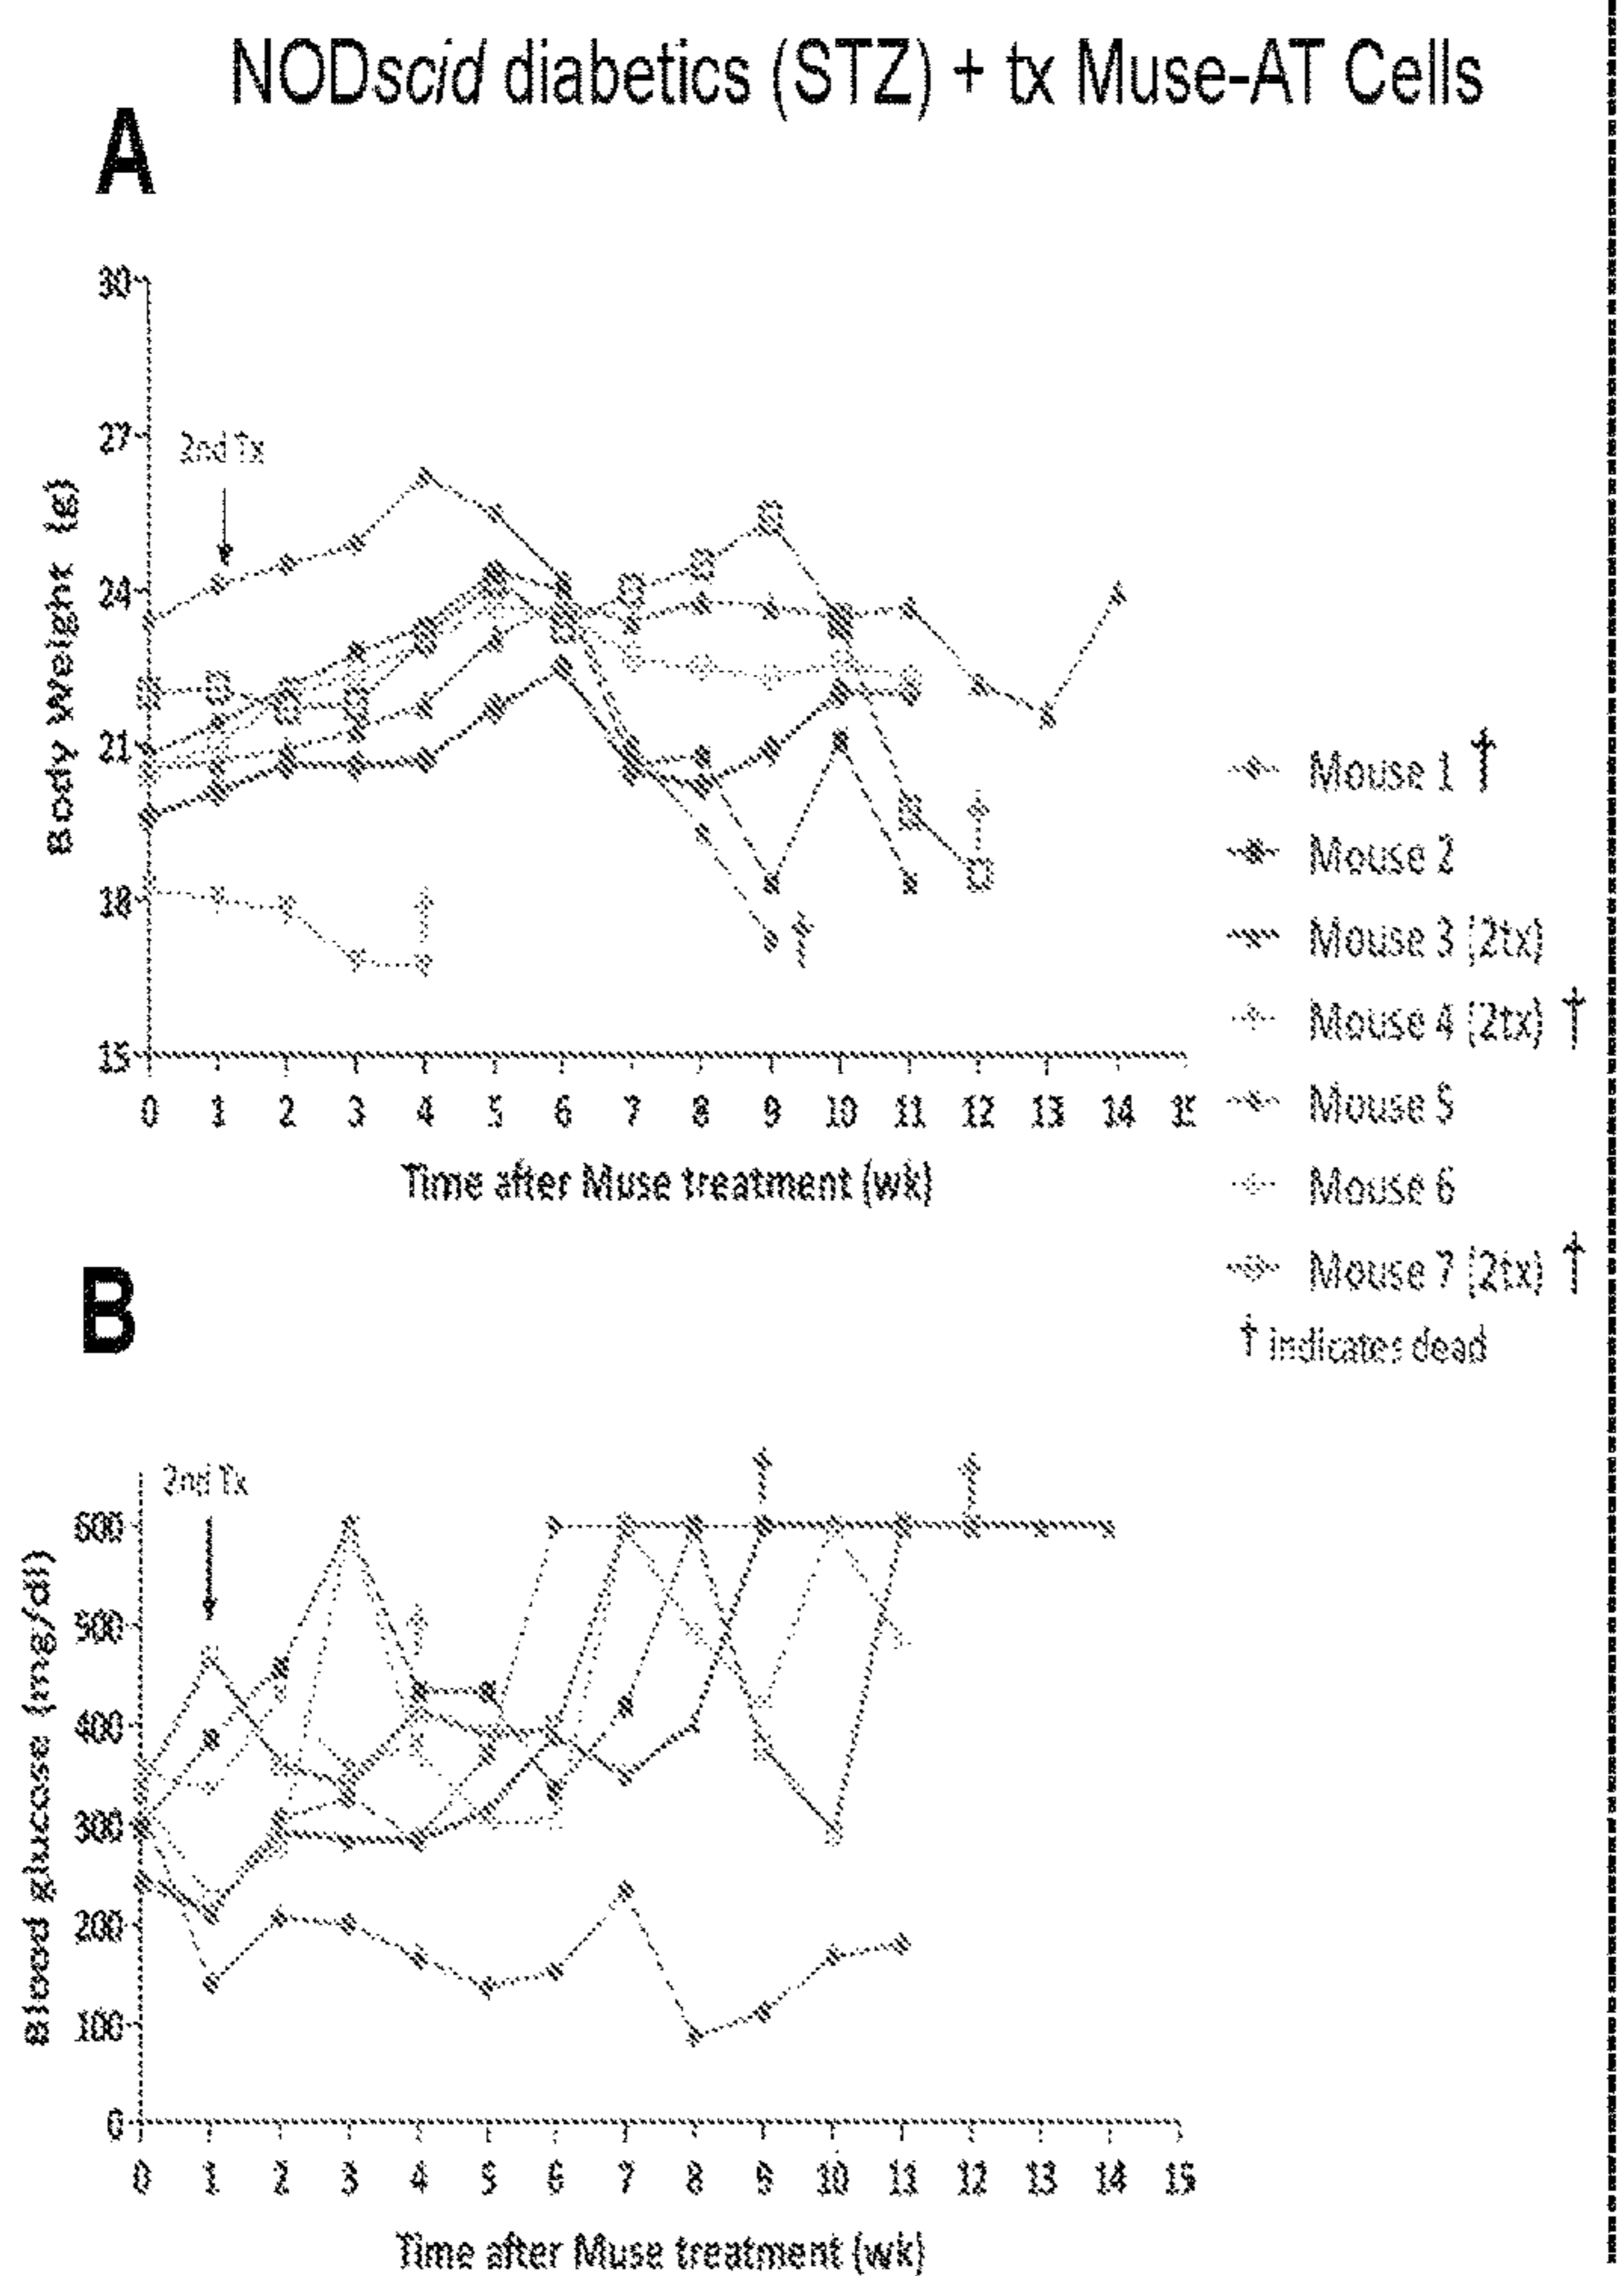 NODscid diabetics (STZ) + tx Muse-AT Cells
A
30
27
24
21
18
15
Body Weight (g)
2nd Tx
†
0 1 2 3 4 5 6 7 8 9 10 11 12 13 14 15
Time after Muse treatment (wk)
Mouse 1 †
Mouse 2
Mouse 3 (2tx)
Mouse 4 (2tx) †
Mouse 5
Mouse 6
Mouse 7 (2tx) †
† indicates dead
B
2nd Tx
600
500
400
300
200
100
0
Blood glucose (mg/dl)
0 1 2 3 4 5 6 7 8 9 10 11 12 13 14 15
Time after Muse treatment (wk)